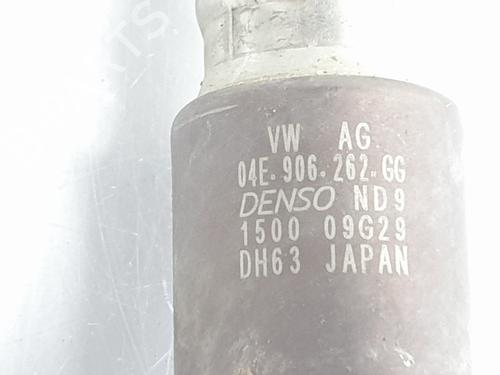 VW AG
04E.906.262.GG
DENSO ND9
1500 09G29
DH63 JAPAN